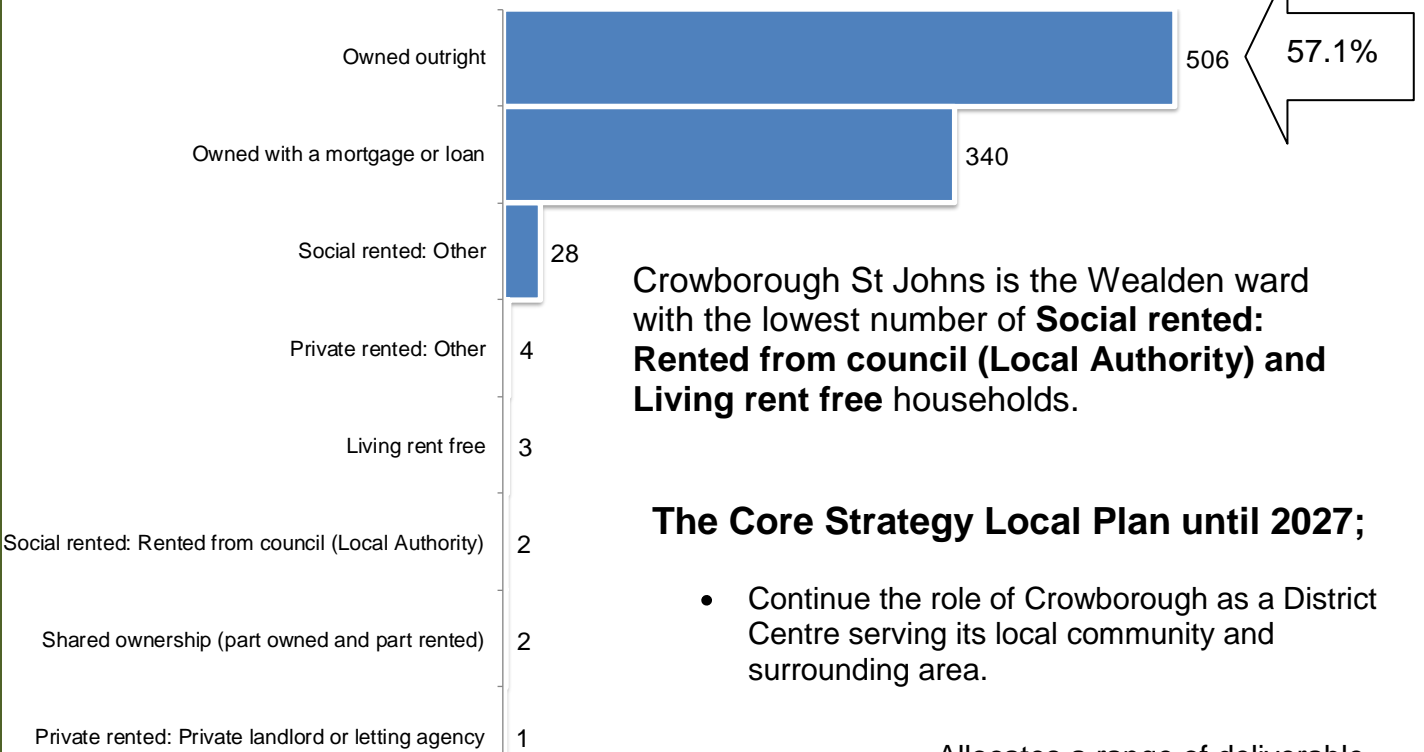 Owned outright
506
57.1%
Owned with a mortgage or loan
340
Social rented: Other
28
Private rented: Other
4
Living rent free
3
Social rented: Rented from council (Local Authority)
2
Shared ownership (part owned and part rented)
2
Private rented: Private landlord or letting agency
1
Crowborough St Johns is the Wealden ward
with the lowest number of Social rented:
Rented from council (Local Authority) and
Living rent free households.
The Core Strategy Local Plan until 2027;
• Continue the role of Crowborough as a District
Centre serving its local community and
surrounding area.
Allocates a range of deliverable